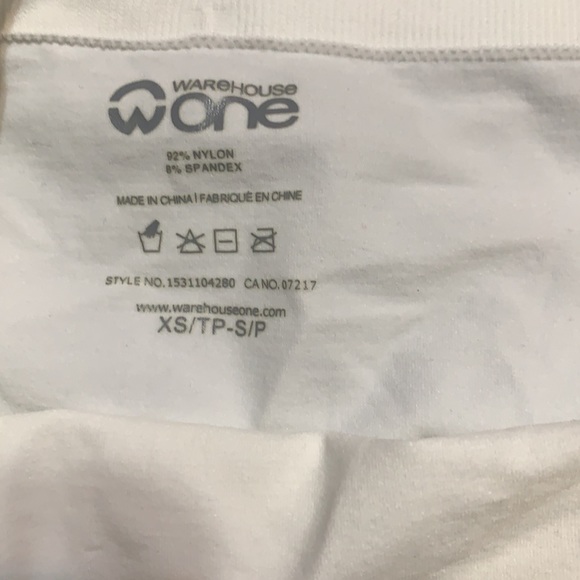 WAREHOUSE
one
92% NYLON
8% SPANDEX
MADE IN CHINA | FABRIQUÉ EN CHINE
STYLE NO.1531104280 CA NO. 07217
www.warehouseone.com
XS/TP-S/P